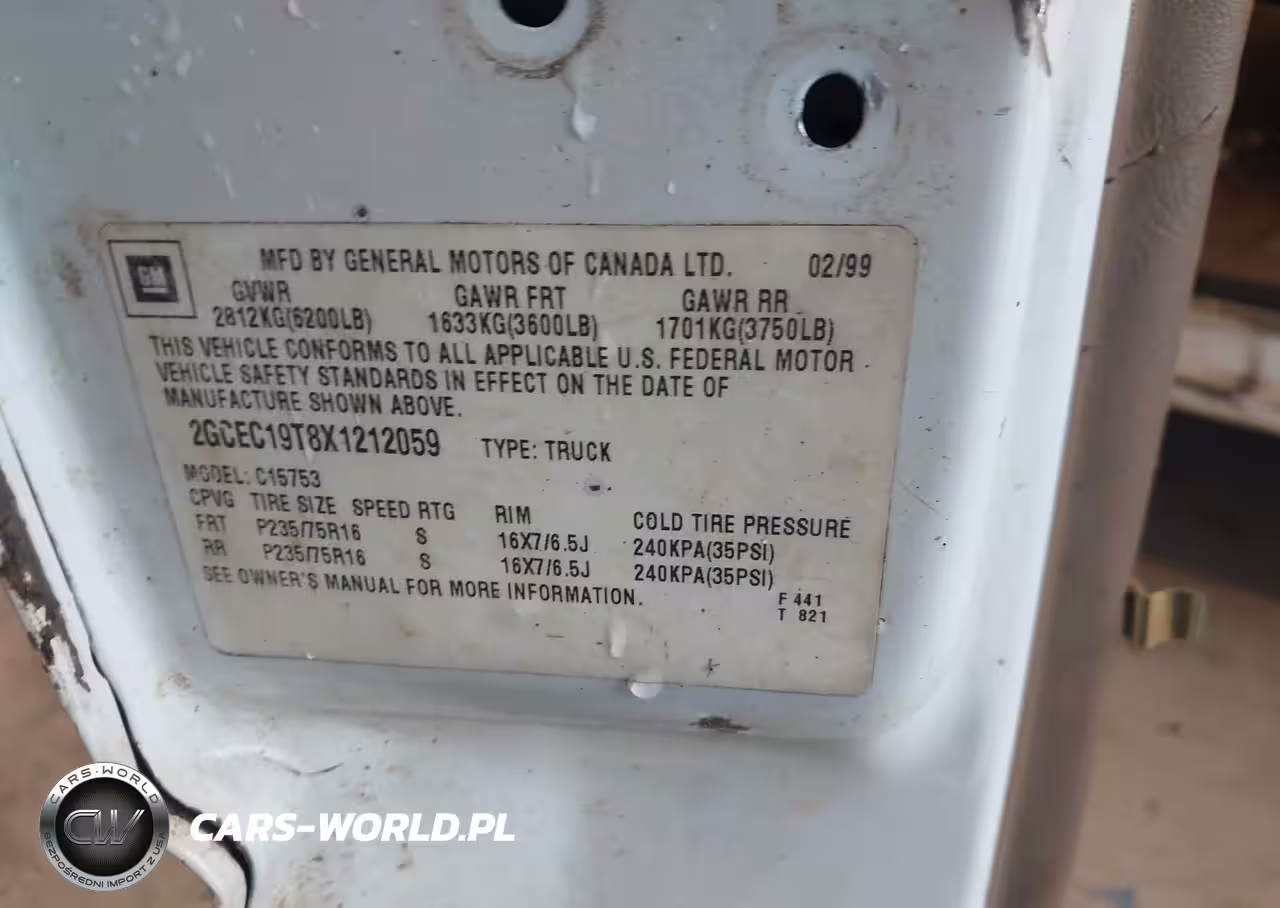 GM
MFD BY GENERAL MOTORS OF CANADA LTD. 02/99
GVWR GAWR FRT GAWR RR
2812KG(6200LB) 1633KG(3600LB) 1701KG(3750LB)
THIS VEHICLE CONFORMS TO ALL APPLICABLE U.S. FEDERAL MOTOR
VEHICLE SAFETY STANDARDS IN EFFECT ON THE DATE OF
MANUFACTURE SHOWN ABOVE.
2GCEC19T8X1212059 TYPE: TRUCK
MODEL: C15753
CPVG TIRE SIZE SPEED RTG RIM COLD TIRE PRESSURE
FRT P235/75R16 S 16X7/6.5J 240KPA(35PSI)
RR P235/75R16 S 16X7/6.5J 240KPA(35PSI)
SEE OWNER'S MANUAL FOR MORE INFORMATION.
F 441
T 821
CARS-WORLD
CW
BEZPOŚREDNI IMPORT Z USA
CARS-WORLD.PL